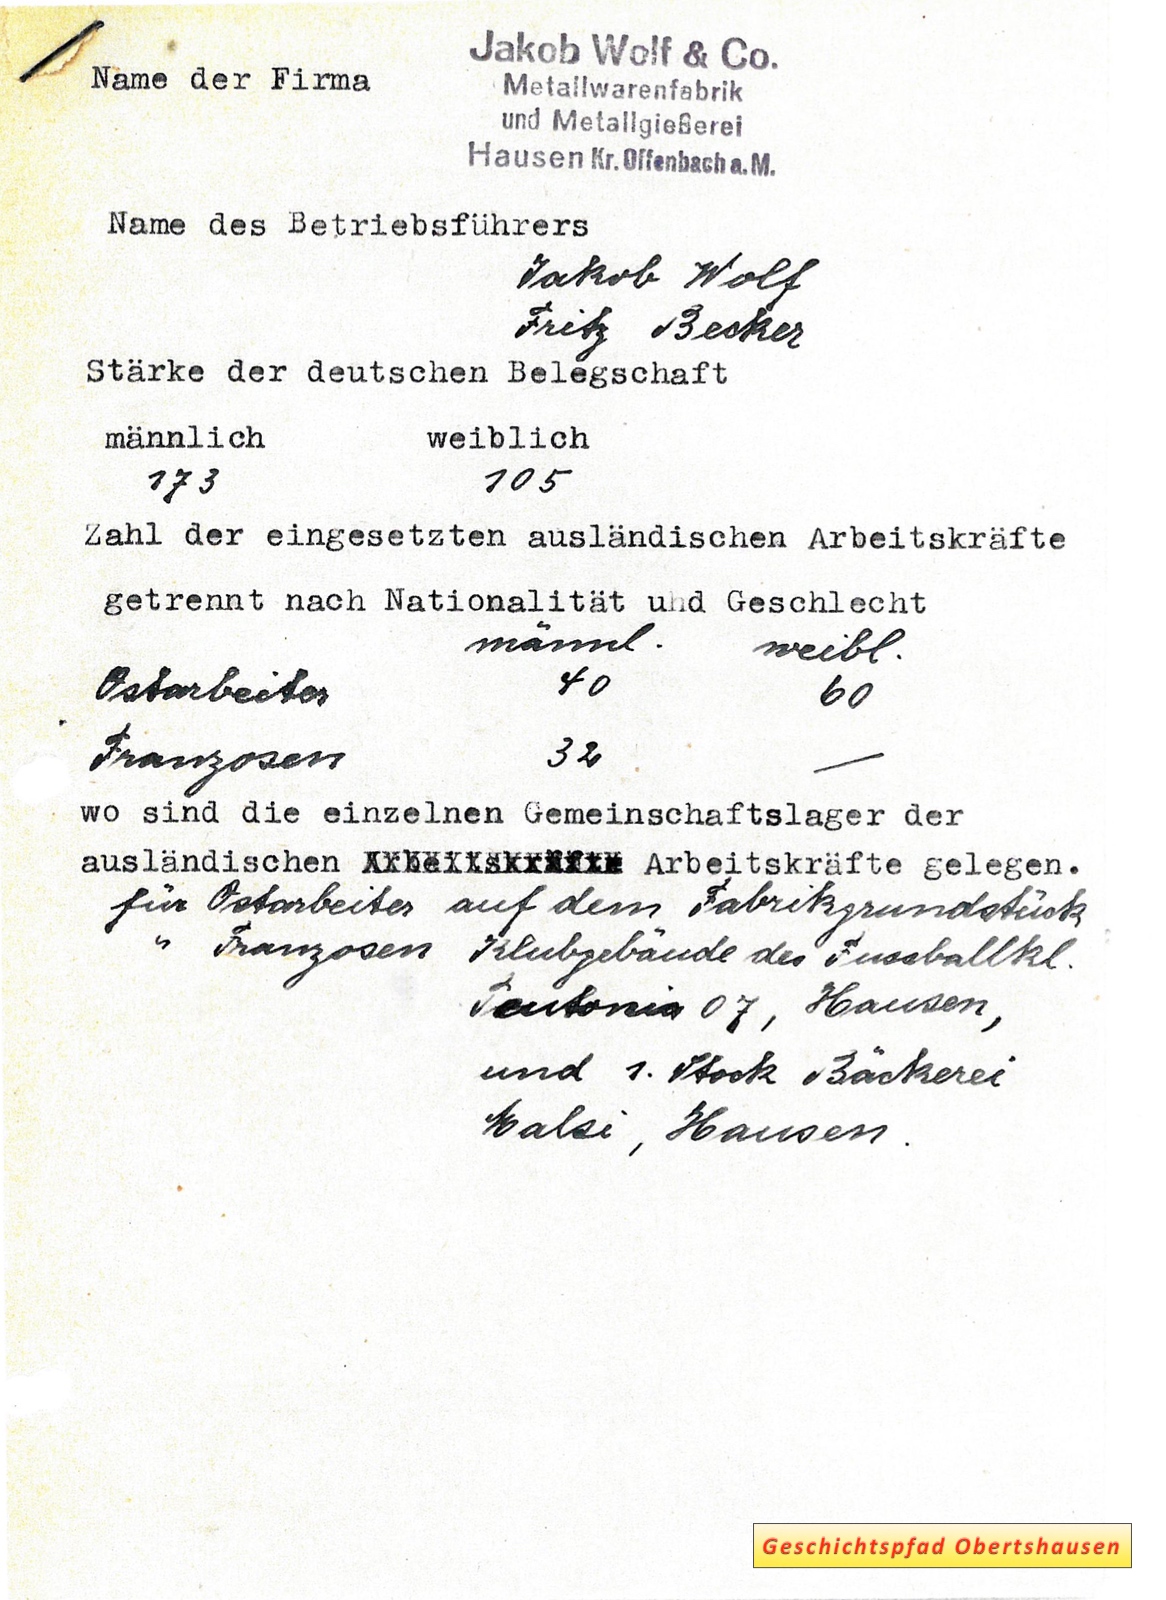 Jakob Wolf & Co.
Name der Firma
Metallwarenfabrik
und Metallgießerei
Hausen Kr. Offenbach a. M.
Name des Betriebsführers
Jakob Wolf
Fritz Becker
Stärke der deutschen Belegschaft
männlich weiblich
173 105
Zahl der eingesetzten ausländischen Arbeitskräfte
getrennt nach Nationalität und Geschlecht
männl. weibl.
Ostarbeiter 40 60
Franzosen 32 —
wo sind die einzelnen Gemeinschaftslager der
ausländischen Arbeitskräfte gelegen.
für Ostarbeiter auf dem Fabrikgrundstück
" Franzosen Klubgebäude des Fussballkl.
Teutonia 07, Hausen,
und 1. Stock Bäckerei
, Hausen.
Geschichtspfad Obertshausen